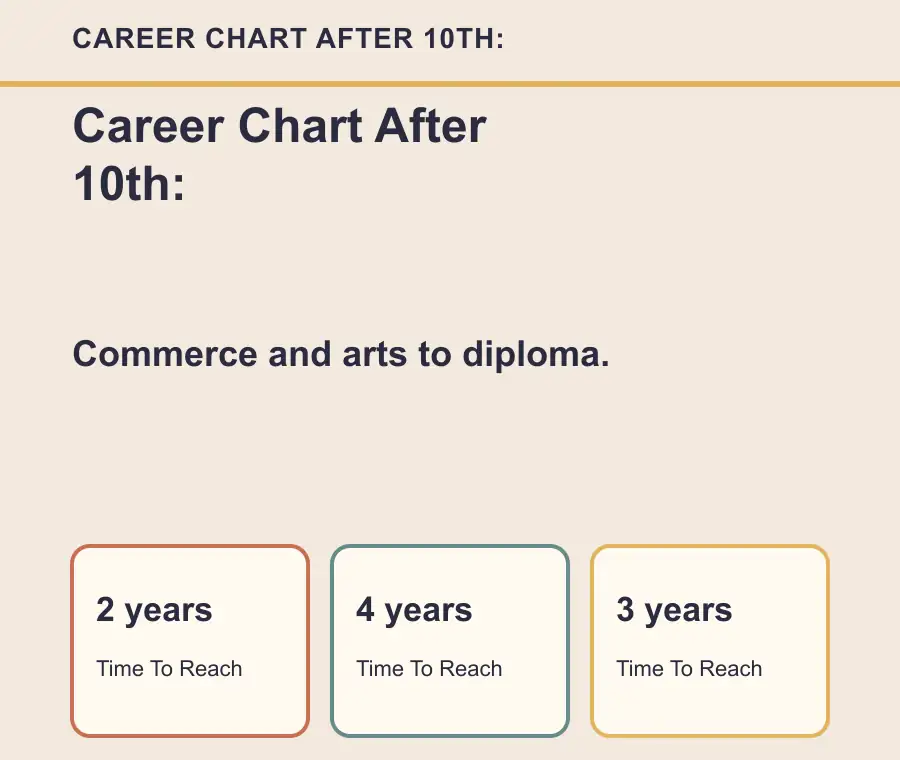 CAREER CHART AFTER 10TH:
Career Chart After
10th:
Commerce and arts to diploma.
2 years
Time To Reach
4 years
Time To Reach
3 years
Time To Reach